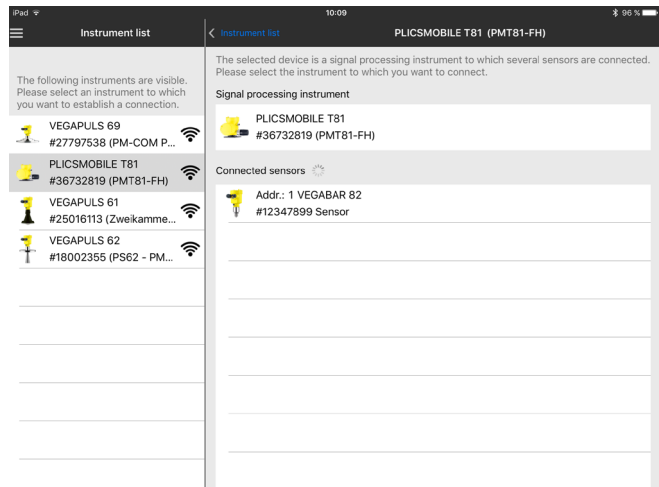 iPad
10:09
96 %
Instrument list
Instrument list
PLICSMOBILE T81 (PMT81-FH)
The following instruments are visible.
Please select an instrument to which
you want to establish a connection.
VEGAPULS 69
#27797538 (PM-COM P...
PLICSMOBILE T81
#36732819 (PMT81-FH)
VEGAPULS 61
#25016113 (Zweikamme...
VEGAPULS 62
#18002355 (PS62 - PM...
The selected device is a signal processing instrument to which several sensors are connected.
Please select the instrument to which you want to connect.
Signal processing instrument
PLICSMOBILE T81
#36732819 (PMT81-FH)
Connected sensors
Addr.: 1 VEGABAR 82
#12347899 Sensor